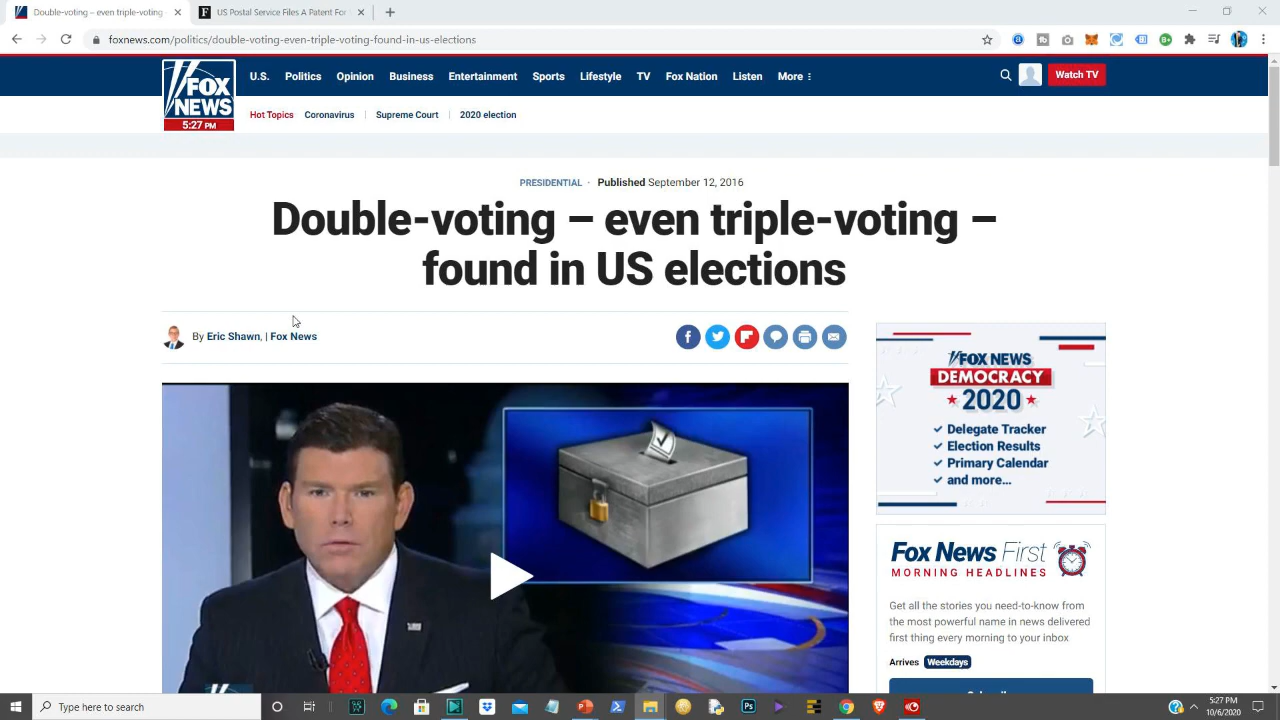 Double-voting – even triple-voting
US Postal Service Files A Patent For
foxnews.com/politics/double-voting-even-triple-voting-found-in-us-elections
FOX
NEWS
5:27 PM
U.S. Politics Opinion Business Entertainment Sports Lifestyle TV Fox Nation Listen More
Watch TV
Hot Topics Coronavirus Supreme Court 2020 election
PRESIDENTIAL · Published September 12, 2016
Double-voting – even triple-voting –
found in US elections
By Eric Shawn, | Fox News
FOX NEWS
DEMOCRACY
2020
Delegate Tracker
Election Results
Primary Calendar
and more...
Fox News First
MORNING HEADLINES
Get all the stories you need-to-know from
the most powerful name in news delivered
first thing every morning to your inbox
Arrives Weekdays
Type here to search
5:27 PM
10/6/2020